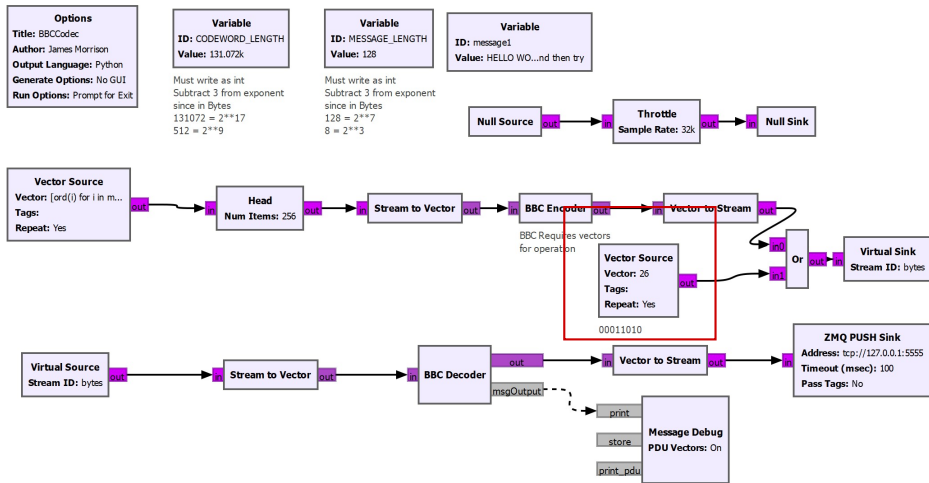 Options
Title: BBCCodec
Author: James Morrison
Output Language: Python
Generate Options: No GUI
Run Options: Prompt for Exit
Variable
ID: CODEWORD_LENGTH
Value: 131.072k
Must write as int
Subtract 3 from exponent
since in Bytes
131072 = 2**17
512 = 2**9
Variable
ID: MESSAGE_LENGTH
Value: 128
Must write as int
Subtract 3 from exponent
since in Bytes
128 = 2**7
8 = 2**3
Variable
ID: message1
Value: HELLO WO...nd then try
Null Source
out
in
Throttle
Sample Rate: 32k
out
in
Null Sink
Vector Source
Vector: [ord(i) for i in m...
Tags:
Repeat: Yes
out
in
Head
Num Items: 256
out
in
Stream to Vector
out
in
BBC Encoder
out
BBC Requires vectors
for operation
in
Vector to Stream
out
Vector Source
Vector: 26
Tags:
Repeat: Yes
out
00011010
in0
in1
Or
out
in
Virtual Sink
Stream ID: bytes
Virtual Source
Stream ID: bytes
out
in
Stream to Vector
out
in
BBC Decoder
out
msgOutput
in
Vector to Stream
out
in
ZMQ PUSH Sink
Address: tcp://127.0.0.1:5555
Timeout (msec): 100
Pass Tags: No
print
store
print_pdu
Message Debug
PDU Vectors: On